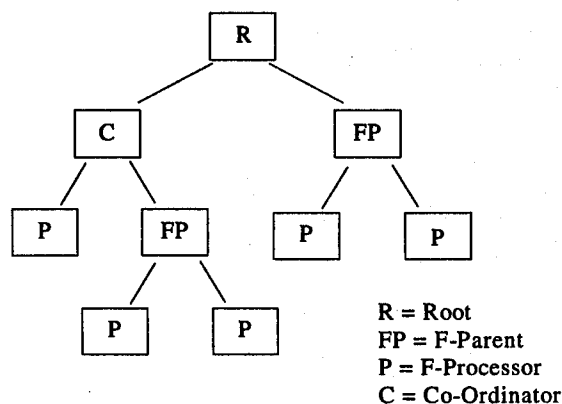 R
C FP
P FP P P
P P
R = Root
FP = F-Parent
P = F-Processor
C = Co-Ordinator